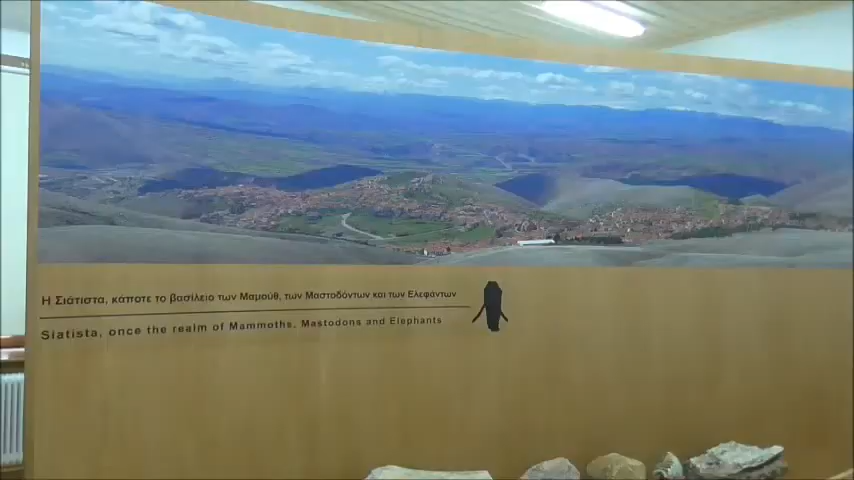 Η Σιάτιστα, κάποτε το βασίλειο των Μαμούθ, των Μαστοδόντων και των Ελεφάντων
Siatista, once the realm of Mammoths, Mastodons and Elephants